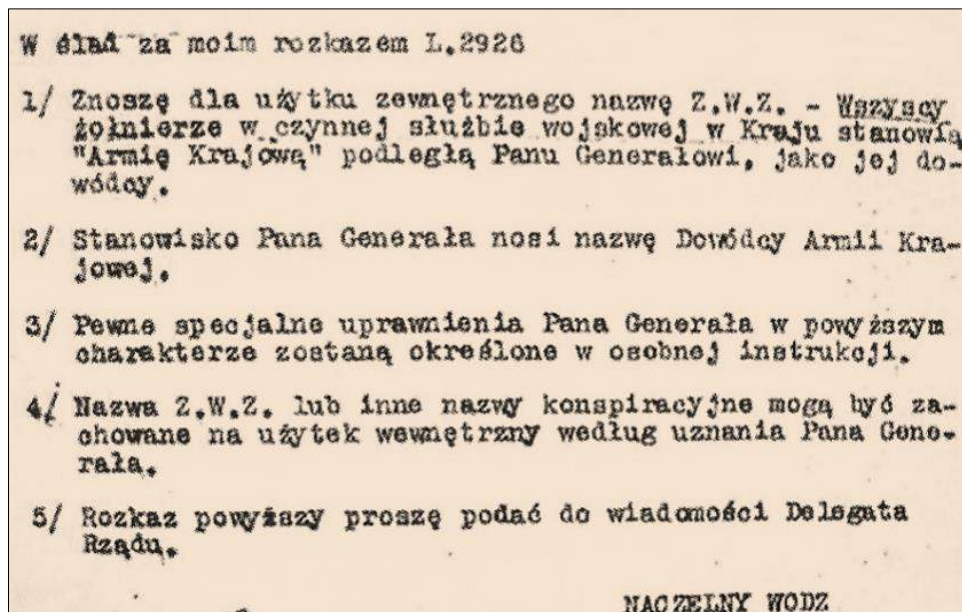 W ślad za moim rozkazem L.2926
1/ Znoszę dla użytku zewnętrznego nazwę Z.W.Z. - Wszyscy
żołnierze w czynnej służbie wojskowej w Kraju stanowią
"Armię Krajową" podległą Panu Generałowi, jako jej do-
wódcy.
2/ Stanowisko Pana Generała nosi nazwę Dowódcy Armii Kra-
jowej.
3/ Pewne specjalne uprawnienia Pana Generała w powyższym
charakterze zostaną określone w osobnej instrukcji.
4/ Nazwa Z.W.Z. lub inne nazwy konspiracyjne mogą być za-
chowane na użytek wewnętrzny według uznania Pana Gene-
rała.
5/ Rozkaz powyższy proszę podać do wiadomości Delegata
Rządu.
NACZELNY WODZ